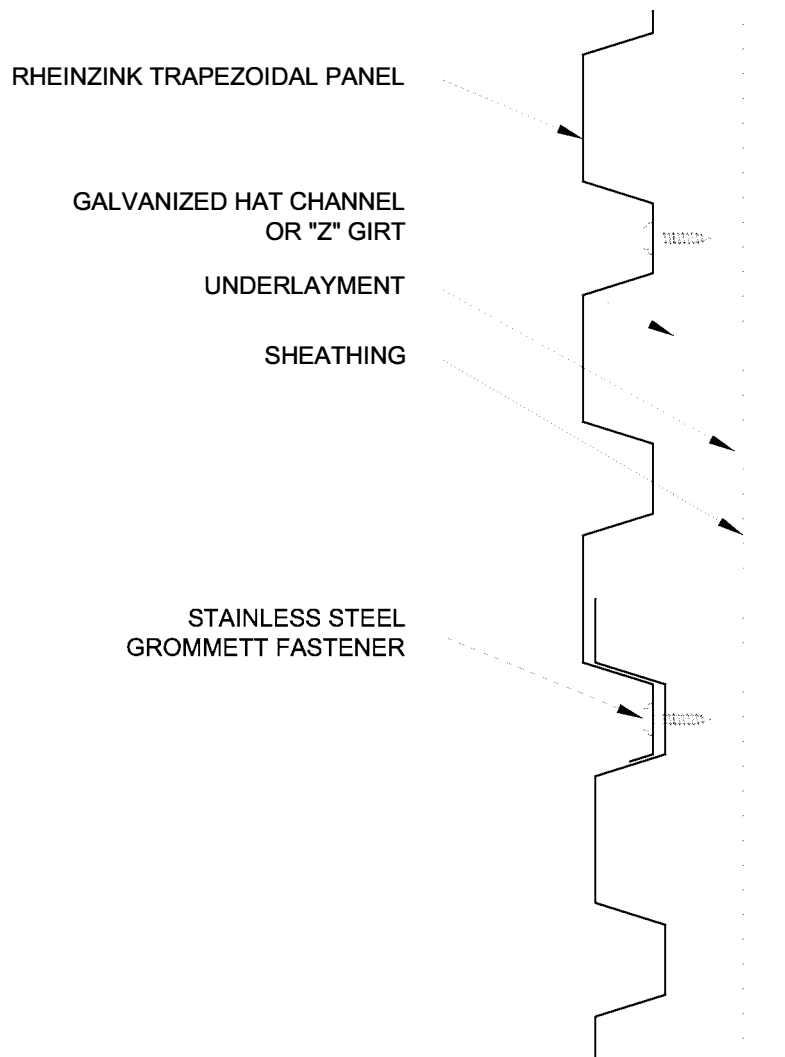 RHEINZINK TRAPEZOIDAL PANEL
GALVANIZED HAT CHANNEL
OR "Z" GIRT
UNDERLAYMENT
SHEATHING
STAINLESS STEEL
GROMMETT FASTENER